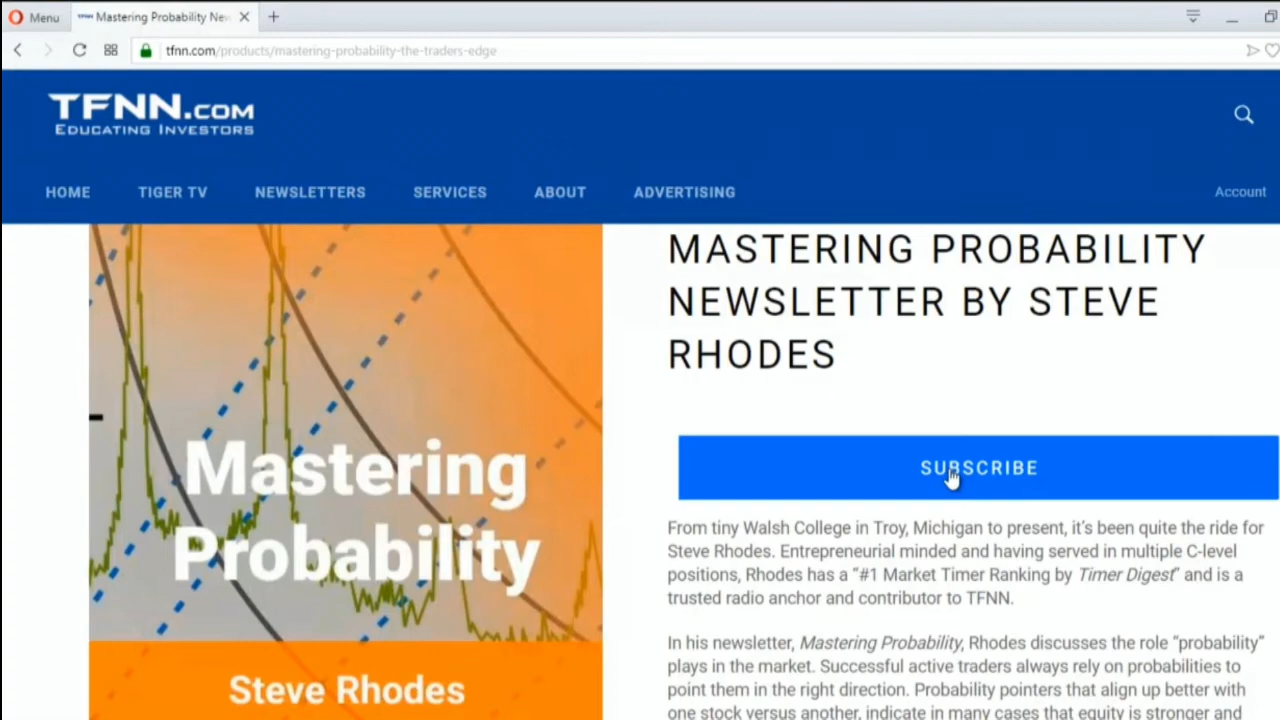 Menu
Mastering Probability New
tfnn.com/products/mastering-probability-the-traders-edge
TFNN.COM
EDUCATING INVESTORS
HOME TIGER TV NEWSLETTERS SERVICES ABOUT ADVERTISING Account
Mastering
Probability
Steve Rhodes
MASTERING PROBABILITY
NEWSLETTER BY STEVE
RHODES
SUBSCRIBE
From tiny Walsh College in Troy, Michigan to present, it's been quite the ride for
Steve Rhodes. Entrepreneurial minded and having served in multiple C-level
positions, Rhodes has a “#1 Market Timer Ranking by Timer Digest” and is a
trusted radio anchor and contributor to TFNN.
In his newsletter, Mastering Probability, Rhodes discusses the role “probability”
plays in the market. Successful active traders always rely on probabilities to
point them in the right direction. Probability pointers that align up better with
one stock versus another, indicate in many cases that equity is stronger and